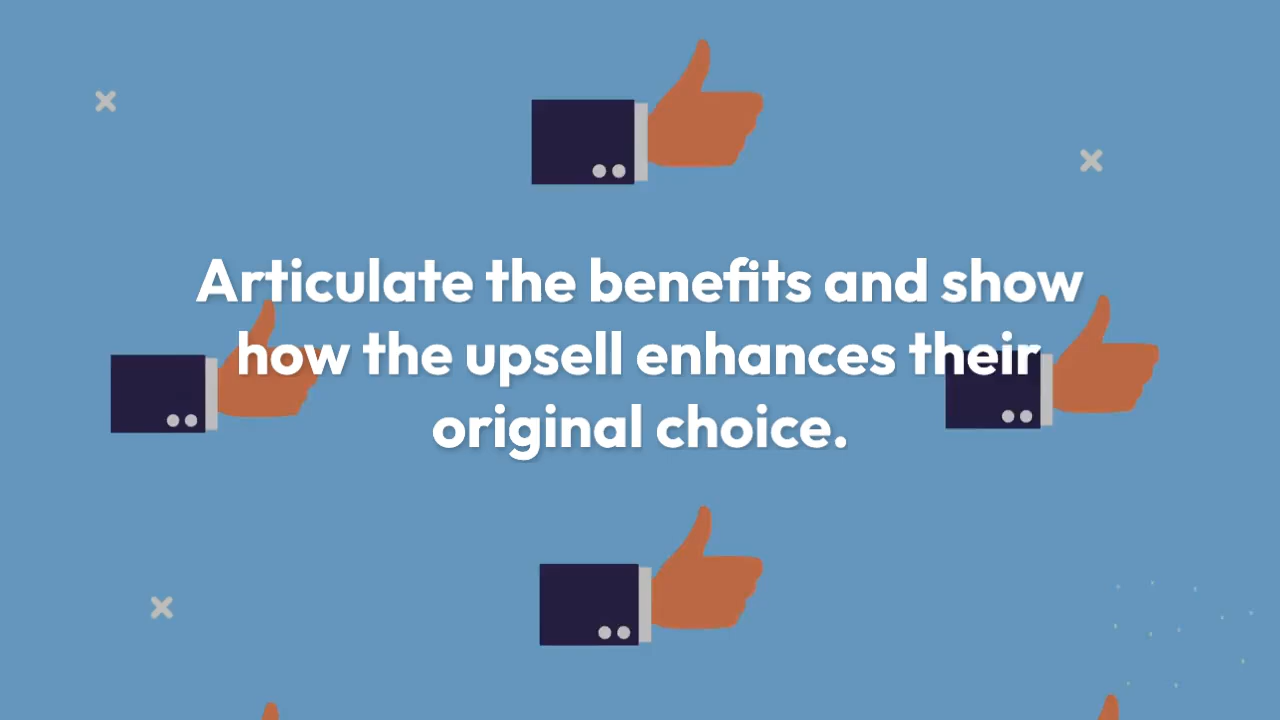 Articulate the benefits and show
how the upsell enhances their
original choice.